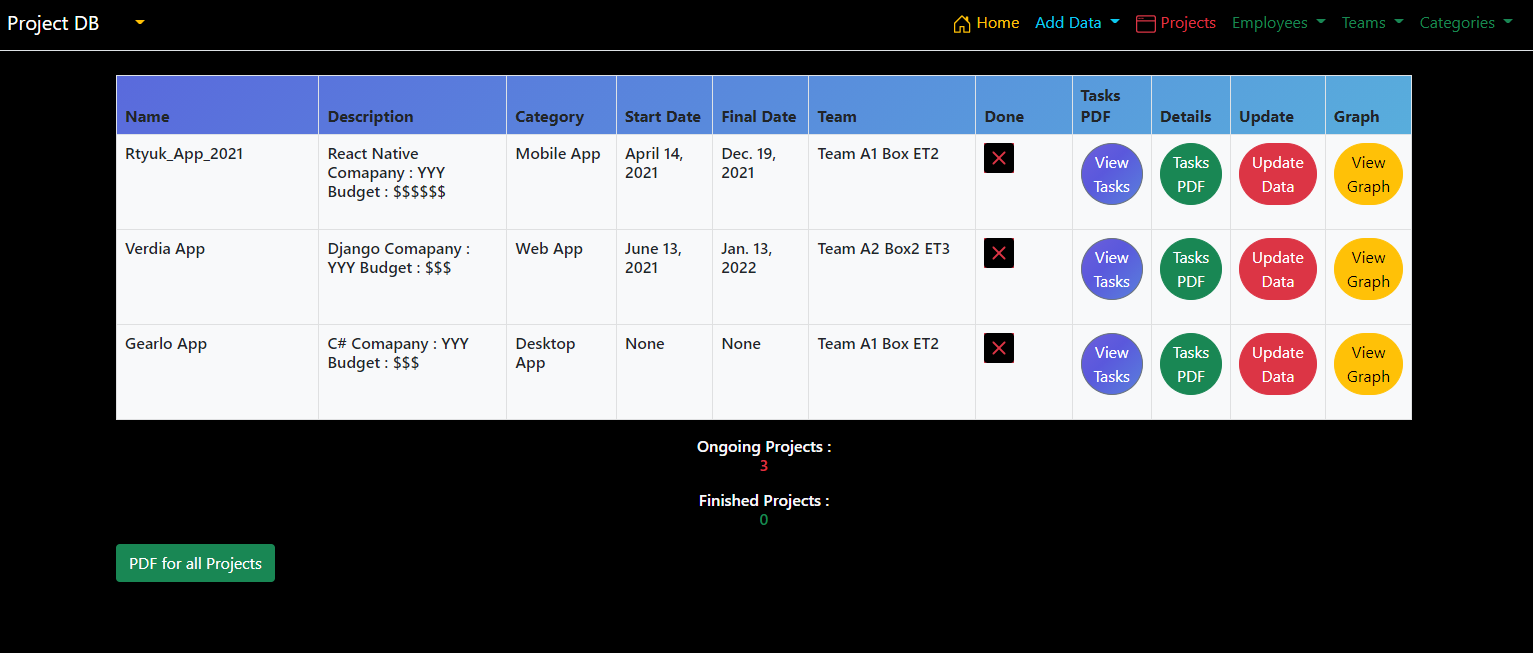 Project DB Home Add Data Projects Employees Teams Categories
Name Description Category Start Date Final Date Team Done Tasks PDF Details Update Graph
Rtyuk_App_2021
React Native
Comapany : YYY
Budget : $$$$$$
Mobile App
April 14,
2021
Dec. 19,
2021
Team A1 Box ET2
View
Tasks
Tasks
PDF
Update
Data
View
Graph
Verdia App
Django Comapany :
YYY Budget : $$$
Web App
June 13,
2021
Jan. 13,
2022
Team A2 Box2 ET3
View
Tasks
Tasks
PDF
Update
Data
View
Graph
Gearlo App
C# Comapany : YYY
Budget : $$$
Desktop
App
None
None
Team A1 Box ET2
View
Tasks
Tasks
PDF
Update
Data
View
Graph
Ongoing Projects :
3
Finished Projects :
0
PDF for all Projects